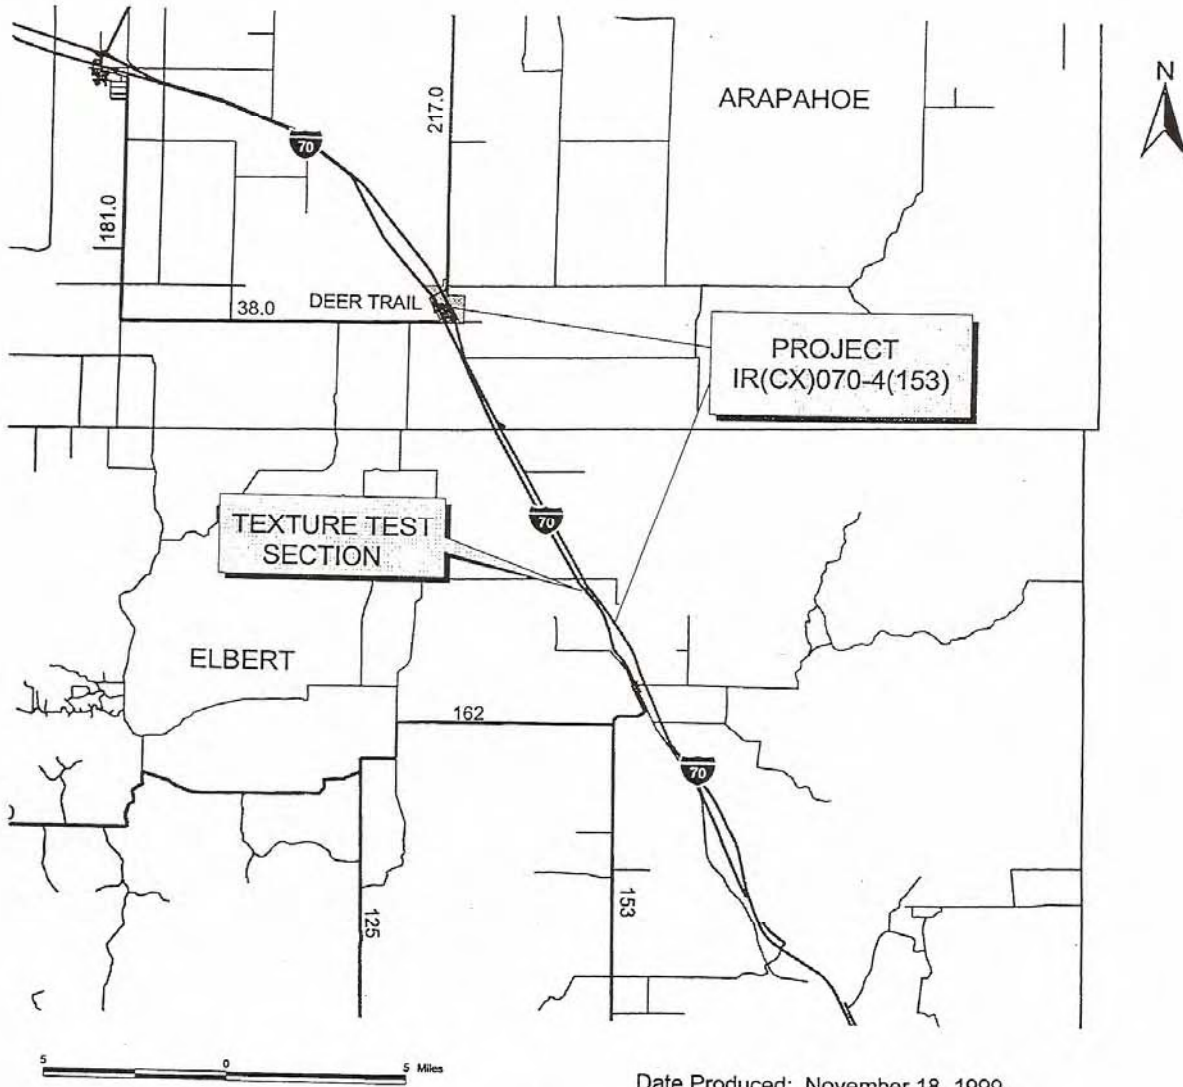 N
ARAPAHOE
217.0
70
181.0
DEER TRAIL
38.0
PROJECT
IR(CX)070-4(153)
70
TEXTURE TEST
SECTION
ELBERT
162
70
125
153
5 0 5 Miles
Date Produced: November 18, 1999